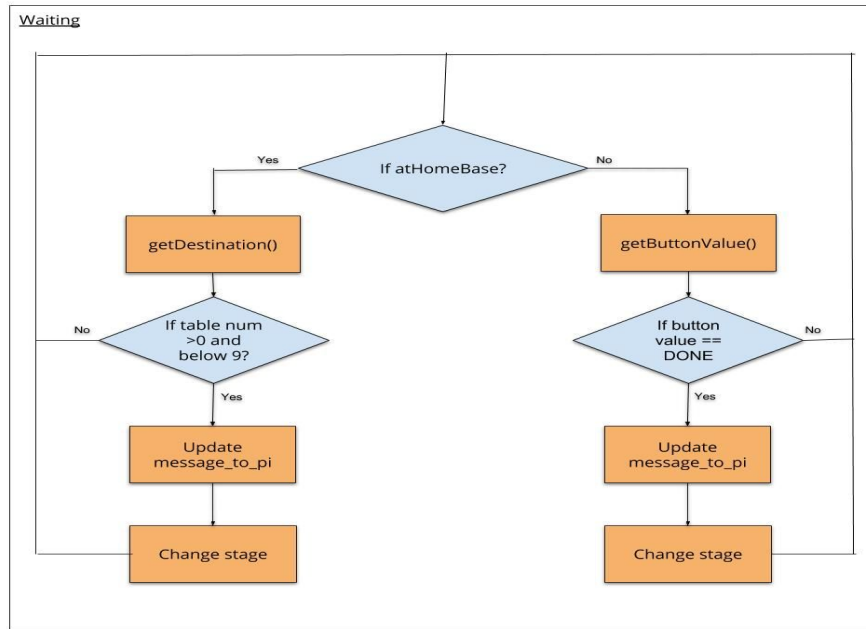 Waiting
If atHomeBase?
Yes
No
getDestination()
getButtonValue()
No
If table num
>0 and
below 9?
If button
value ==
DONE
No
Yes
Yes
Update
message_to_pi
Update
message_to_pi
Change stage
Change stage